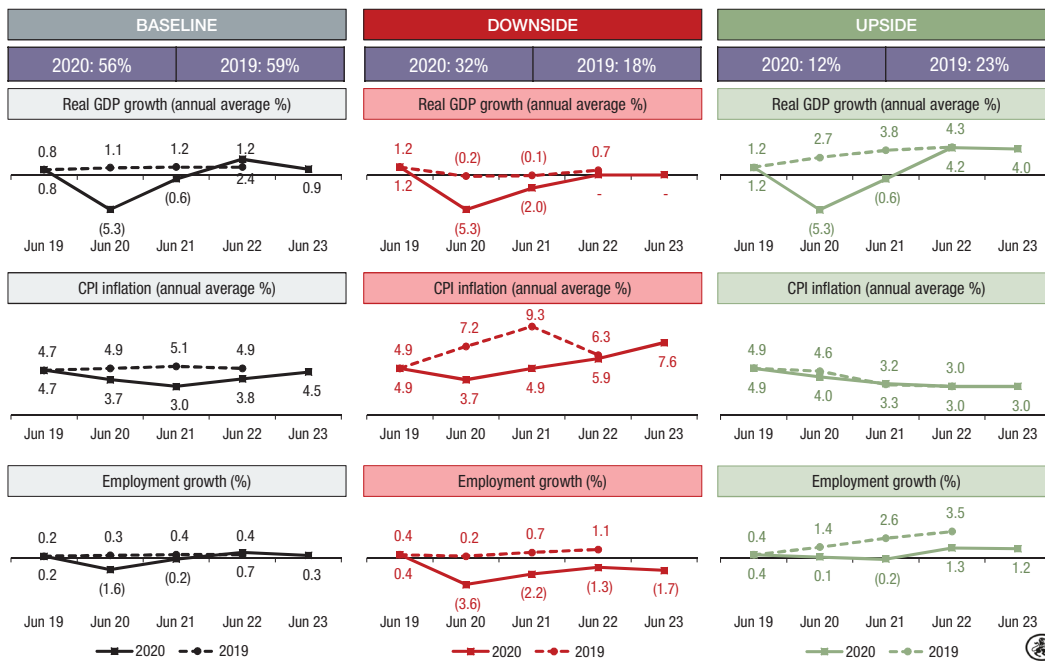 BASELINE
DOWNSIDE
UPSIDE
2020: 56%
2019: 59%
2020: 32%
2019: 18%
2020: 12%
2019: 23%
Real GDP growth (annual average %)
Real GDP growth (annual average %)
Real GDP growth (annual average %)
0.8 1.1 1.2 1.2
0.8 (5.3) (0.6) 2.4 0.9
Jun 19 Jun 20 Jun 21 Jun 22 Jun 23
1.2 (0.2) (0.1) 0.7
1.2 (5.3) (2.0) - -
Jun 19 Jun 20 Jun 21 Jun 22 Jun 23
1.2 2.7 3.8 4.3
1.2 (5.3) (0.6) 4.2 4.0
Jun 19 Jun 20 Jun 21 Jun 22 Jun 23
CPI inflation (annual average %)
CPI inflation (annual average %)
CPI inflation (annual average %)
4.7 4.9 5.1 4.9
4.7 3.7 3.0 3.8 4.5
Jun 19 Jun 20 Jun 21 Jun 22 Jun 23
4.9 7.2 9.3 6.3
4.9 3.7 4.9 5.9 7.6
Jun 19 Jun 20 Jun 21 Jun 22 Jun 23
4.9 4.6 3.2 3.0
4.9 4.0 3.3 3.0 3.0
Jun 19 Jun 20 Jun 21 Jun 22 Jun 23
Employment growth (%)
Employment growth (%)
Employment growth (%)
0.2 0.3 0.4 0.4
0.2 (1.6) (0.2) 0.7 0.3
Jun 19 Jun 20 Jun 21 Jun 22 Jun 23
0.4 0.2 0.7 1.1
0.4 (3.6) (2.2) (1.3) (1.7)
Jun 19 Jun 20 Jun 21 Jun 22 Jun 23
0.4 1.4 2.6 3.5
0.4 0.1 (0.2) 1.3 1.2
Jun 19 Jun 20 Jun 21 Jun 22 Jun 23
2020 2019
2020 2019
2020 2019